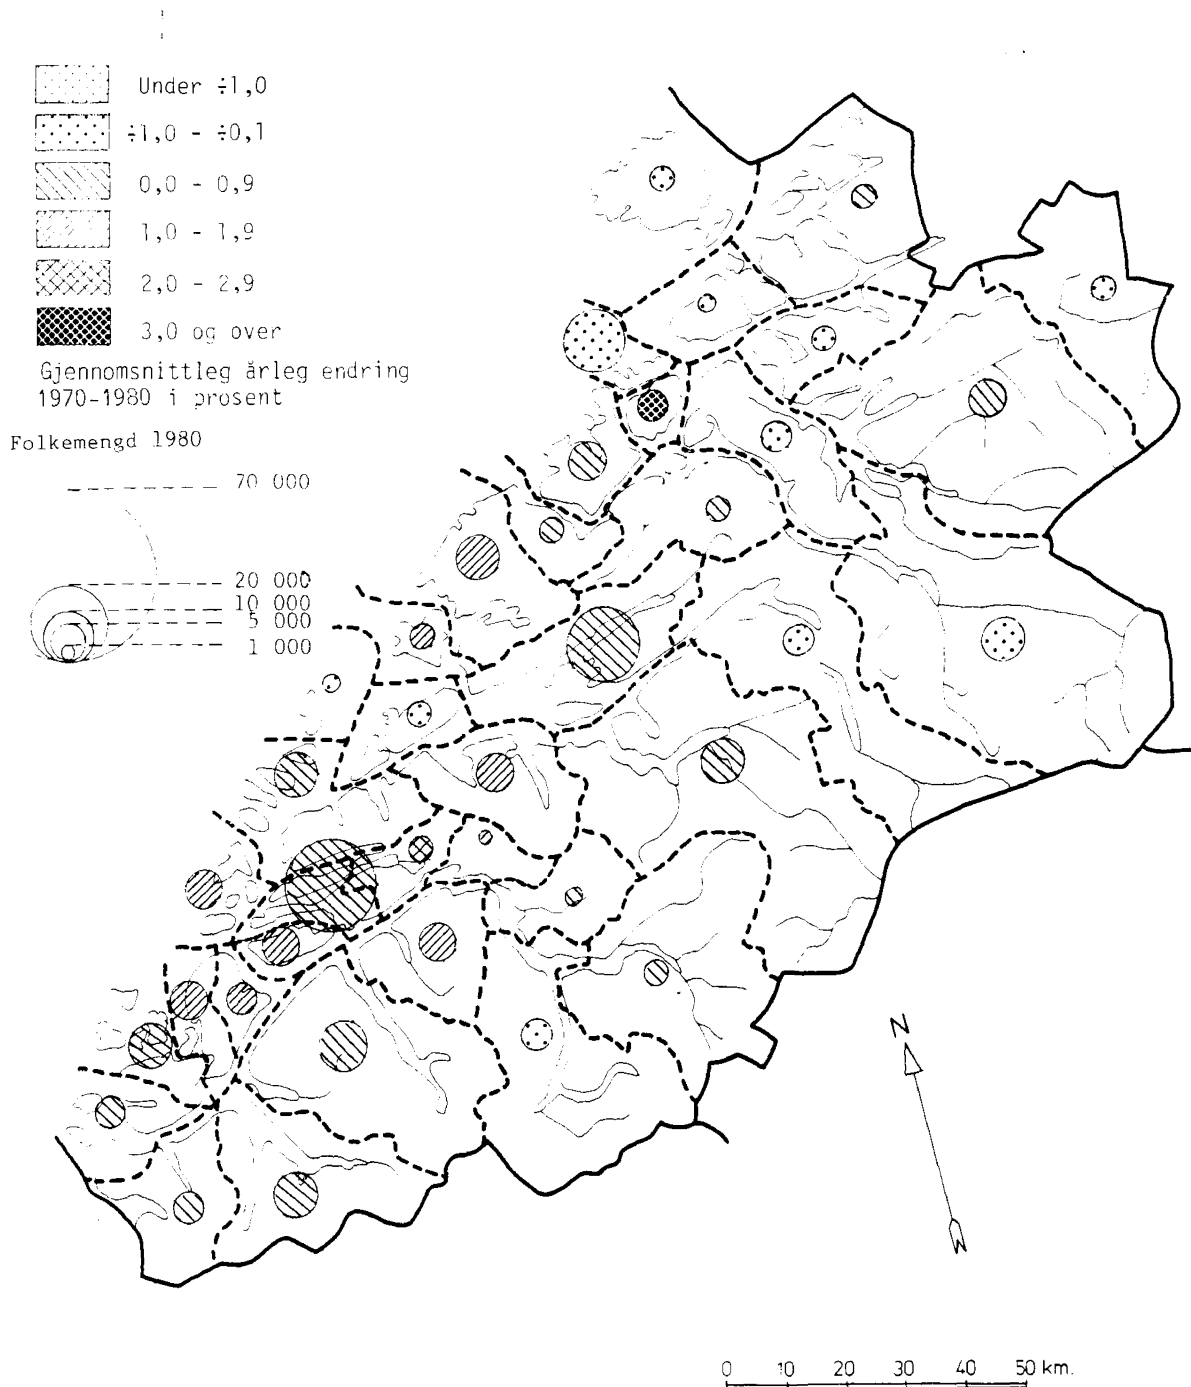 Under ÷1,0
÷1,0 - ÷0,1
0,0 - 0,9
1,0 - 1,9
2,0 - 2,9
3,0 og over
Gjennomsnittleg årleg endring
1970-1980 i prosent
Folkemengd 1980
70 000
20 000
10 000
5 000
1 000
N
0 10 20 30 40 50 km.